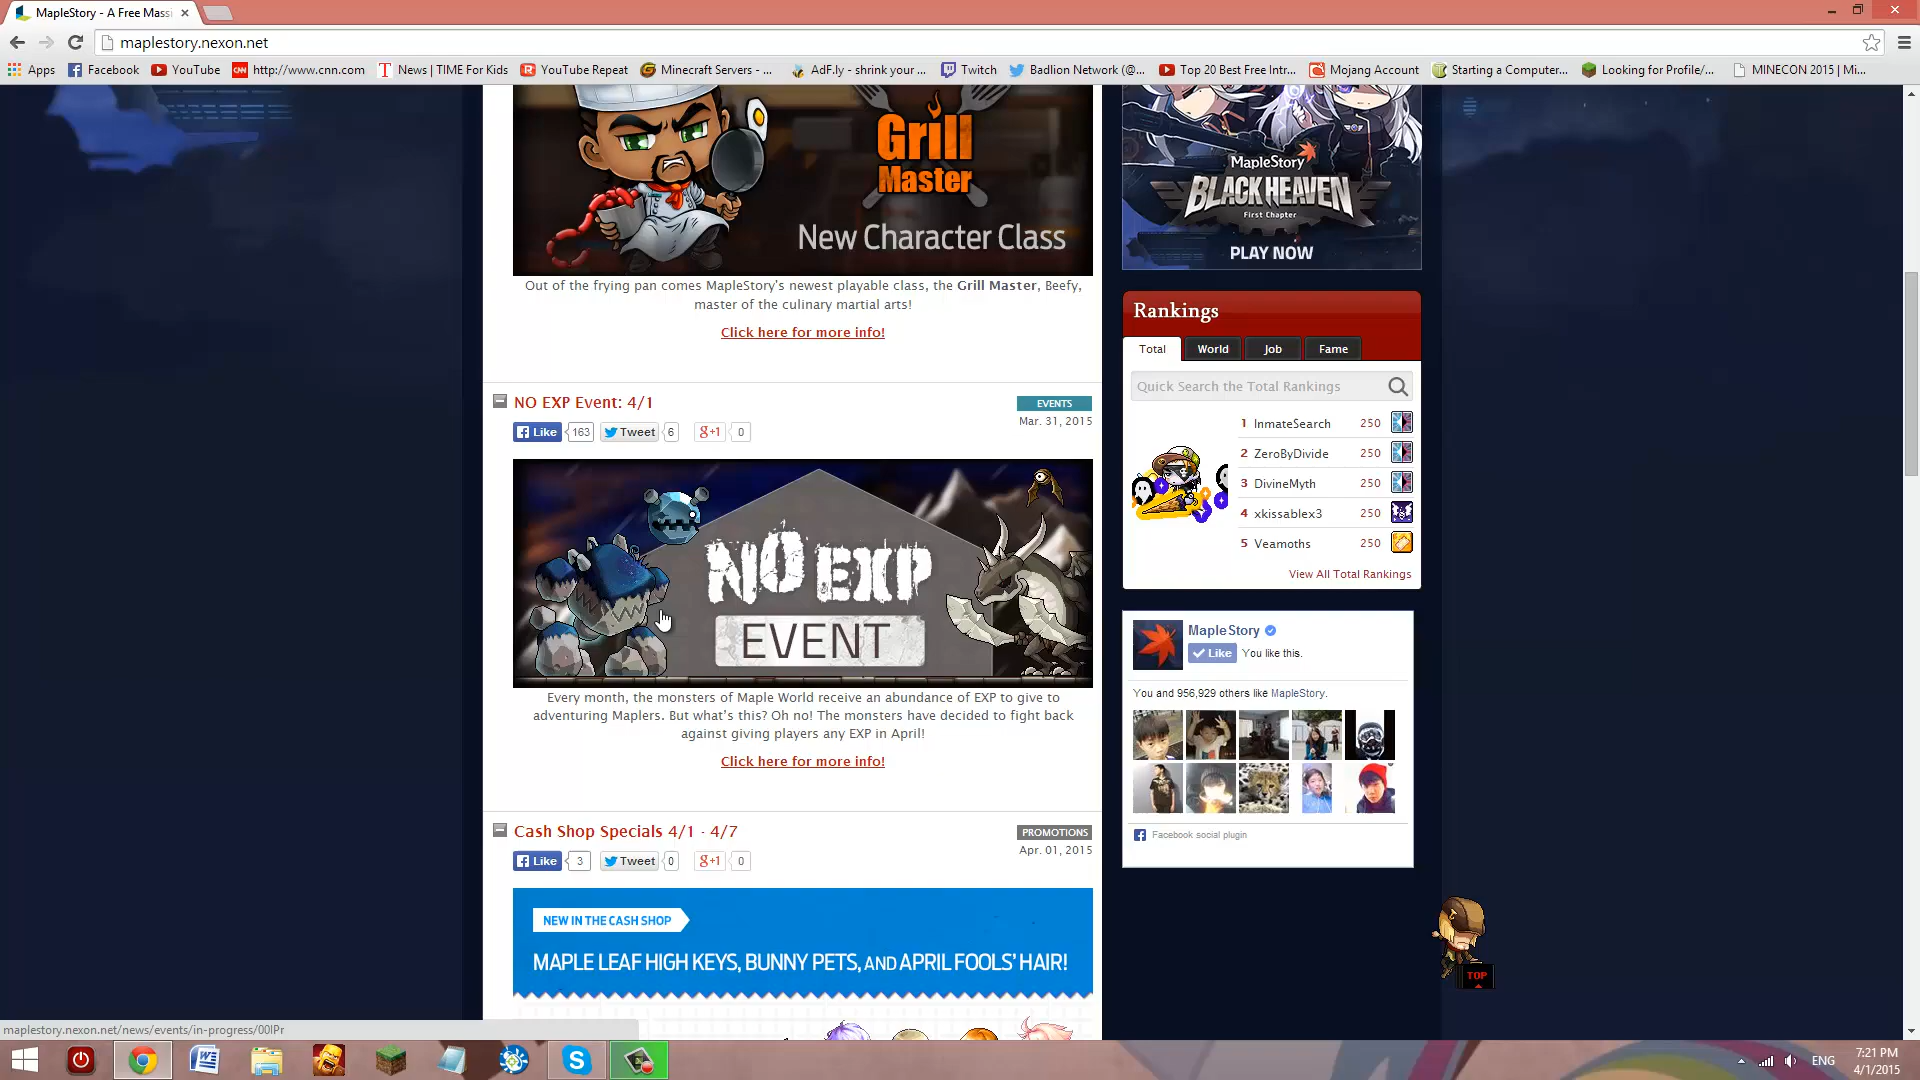 MapleStory - A Free Massi
maplestory.nexon.net
Apps
Facebook
YouTube
http://www.cnn.com
News | TIME For Kids
YouTube Repeat
Minecraft Servers - ...
AdF.ly - shrink your ...
Twitch
Badlion Network (@...
Top 20 Best Free Intr...
Mojang Account
Starting a Computer...
Looking for Profile/...
MINECON 2015 | Mi...
Grill
Master
New Character Class
Out of the frying pan comes MapleStory's newest playable class, the Grill Master, Beefy,
master of the culinary martial arts!
Click here for more info!
NO EXP Event: 4/1
EVENTS
Mar. 31, 2015
Like 163 Tweet 6 g+1 0
NO EXP
EVENT
Every month, the monsters of Maple World receive an abundance of EXP to give to
adventuring Maplers. But what's this? Oh no! The monsters have decided to fight back
against giving players any EXP in April!
Click here for more info!
Cash Shop Specials 4/1 - 4/7
PROMOTIONS
Apr. 01, 2015
Like 3 Tweet 0 g+1 0
NEW IN THE CASH SHOP
MAPLE LEAF HIGH KEYS, BUNNY PETS, AND APRIL FOOLS' HAIR!
MapleStory
BLACK HEAVEN
First Chapter
PLAY NOW
Rankings
Total World Job Fame
Quick Search the Total Rankings
1 InmateSearch 250
2 ZeroByDivide 250
3 DivineMyth 250
4 xkissablex3 250
5 Veamoths 250
View All Total Rankings
MapleStory
Like You like this.
You and 956,929 others like MapleStory.
Facebook social plugin
TOP
maplestory.nexon.net/news/events/in-progress/00lPr
ENG
7:21 PM
4/1/2015